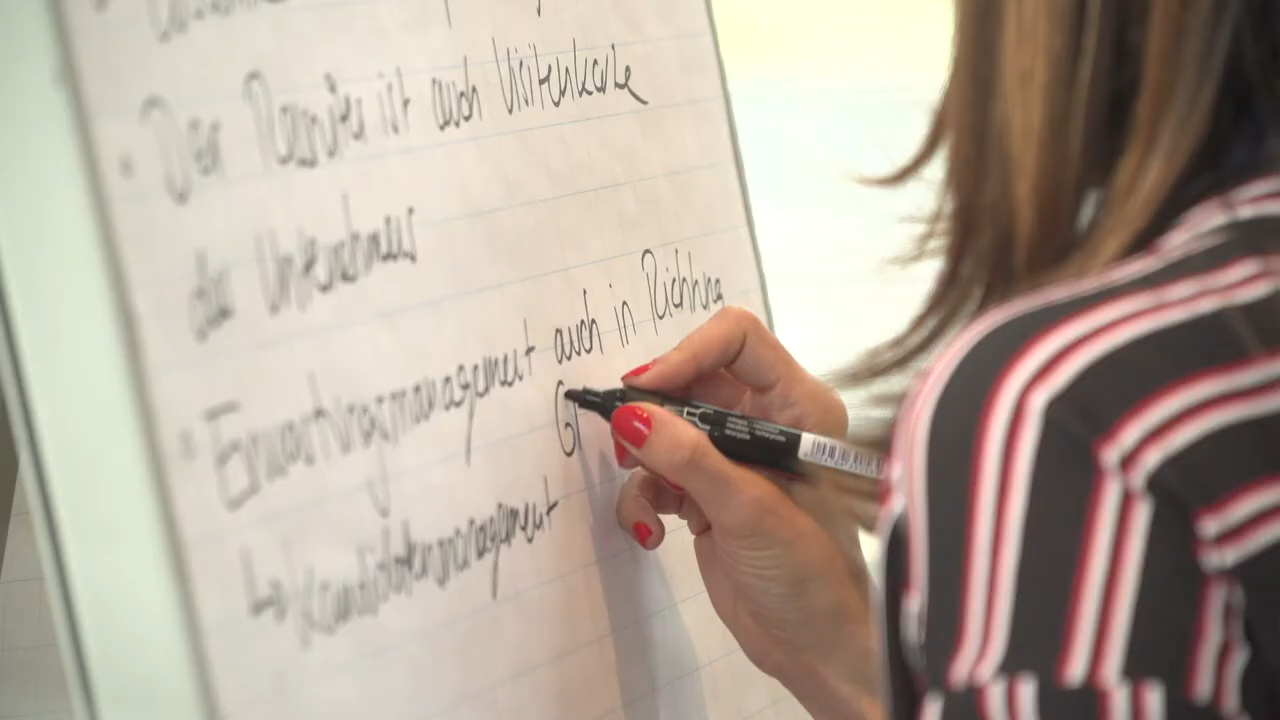 · Der Recruiter ist auch Visitenkarte
des Unternehmens
· Erwartungsmanagement auch in Richtung
G
↳ Kandidatenmanagement